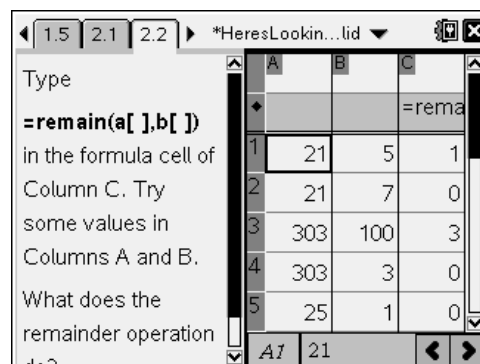 1.5 2.1 2.2 *HeresLookin...lid
Type
=remain(a[ ],b[ ])
in the formula cell of
Column C. Try
some values in
Columns A and B.
What does the
remainder operation
do?
A B C
=rema
1 21 5 1
2 21 7 0
3 303 100 3
4 303 3 0
5 25 1 0
A1 21